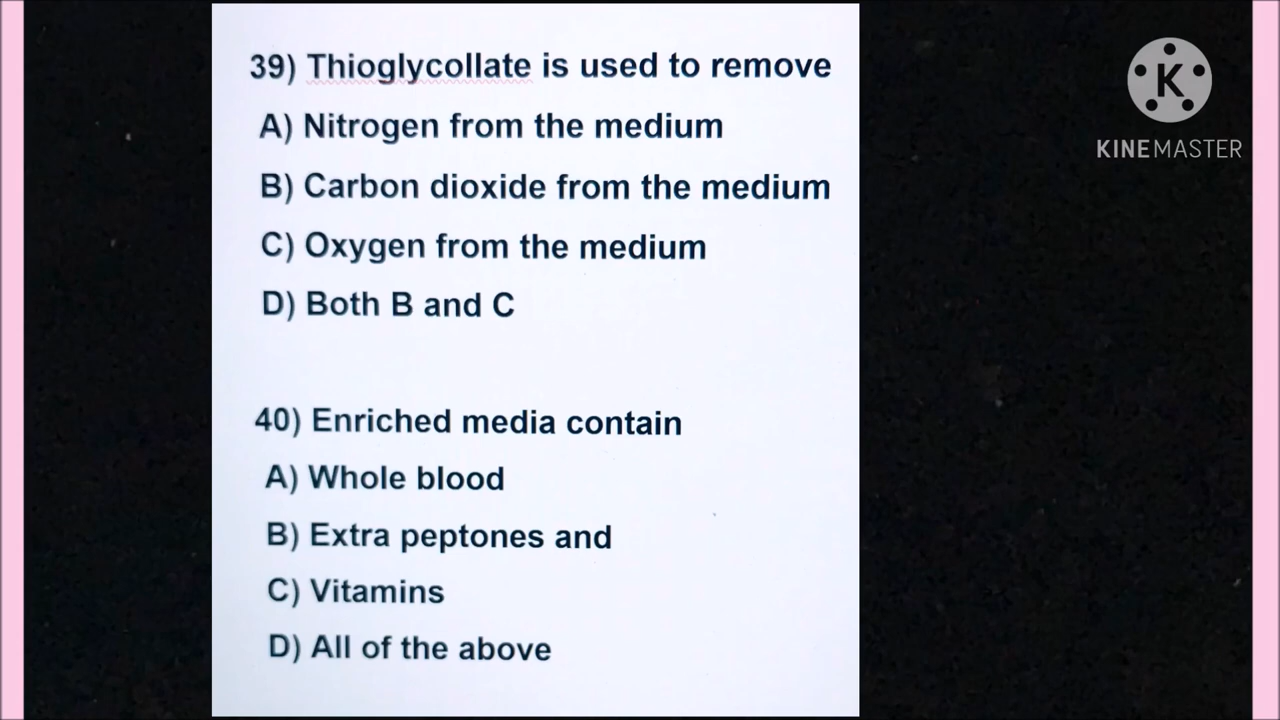 39) Thioglycollate is used to remove
A) Nitrogen from the medium
B) Carbon dioxide from the medium
C) Oxygen from the medium
D) Both B and C
40) Enriched media contain
A) Whole blood
B) Extra peptones and
C) Vitamins
D) All of the above
K
KINEMASTER